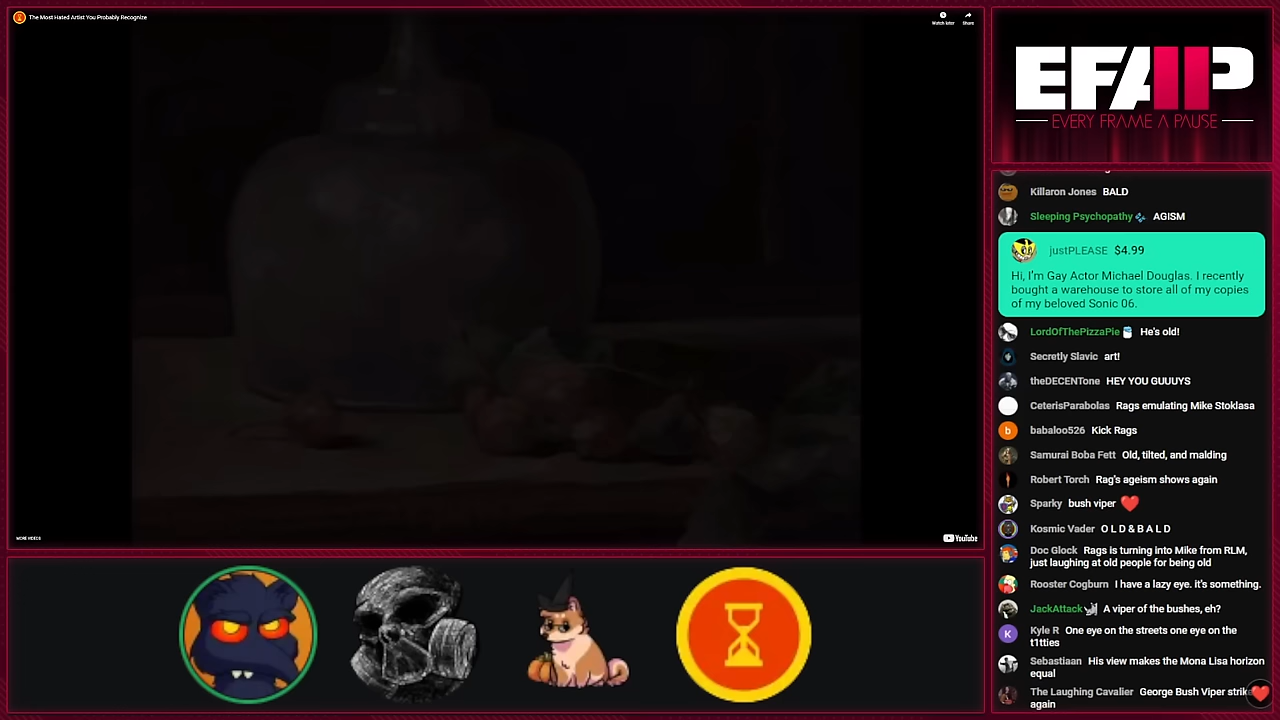 The Most Hated Artist You Probably Recognize
Watch later
Share
MORE VIDEOS
YouTube
EFAP
EVERY FRAME A PAUSE
Killaron Jones BALD
Sleeping Psychopathy AGISM
justPLEASE $4.99
Hi, I'm Gay Actor Michael Douglas. I recently
bought a warehouse to store all of my copies
of my beloved Sonic 06.
LordOfThePizzaPie He's old!
Secretly Slavic art!
theDECENTone HEY YOU GUUUYS
CeterisParabolas Rags emulating Mike Stoklasa
b
babaloo526 Kick Rags
Samurai Boba Fett Old, tilted, and malding
Robert Torch Rag's ageism shows again
Sparky bush viper ❤️
Kosmic Vader O L D & B A L D
Doc Glock Rags is turning into Mike from RLM,
just laughing at old people for being old
Rooster Cogburn I have a lazy eye. it's something.
JackAttack A viper of the bushes, eh?
K
Kyle R One eye on the streets one eye on the
t1tties
Sebastiaan His view makes the Mona Lisa horizon
equal
The Laughing Cavalier George Bush Viper strik
again